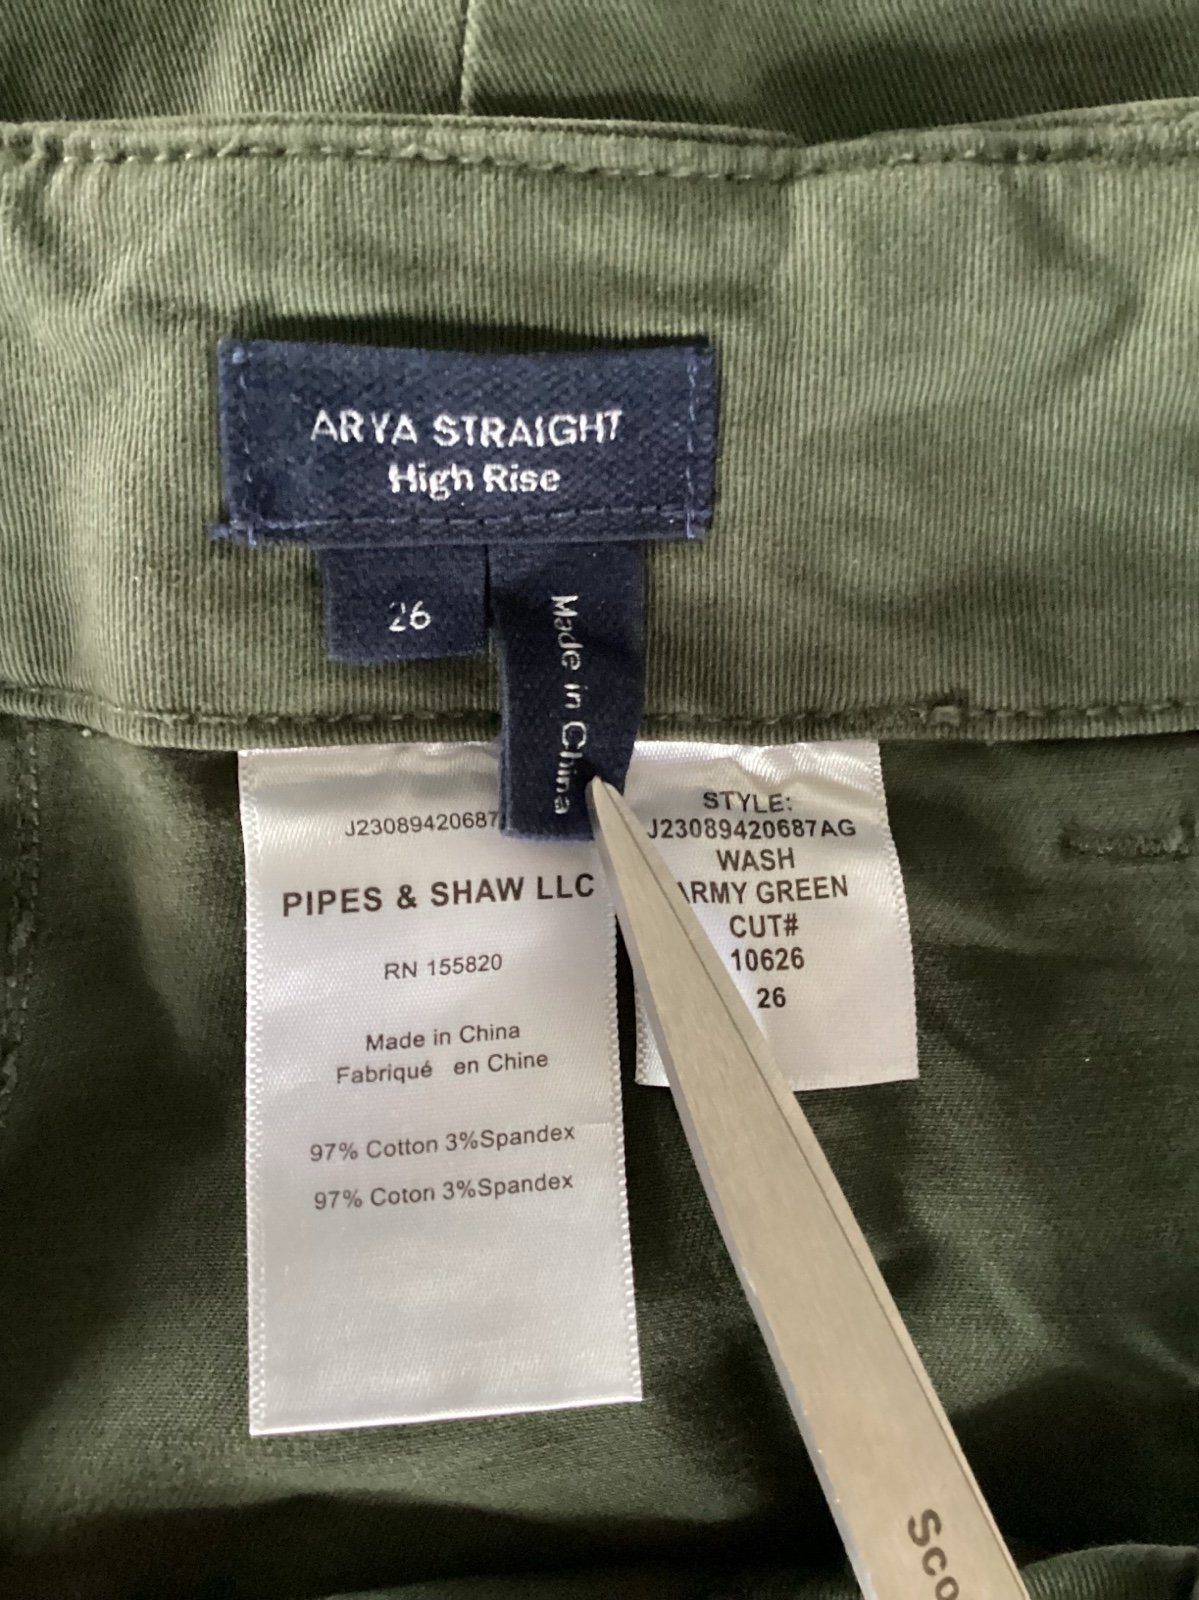 ARYA STRAIGHT
High Rise
26
Made in China
J23089420687
PIPES & SHAW LLC
RN 155820
Made in China
Fabriqué en Chine
97% Cotton 3%Spandex
97% Coton 3%Spandex
STYLE:
J23089420687AG
WASH
ARMY GREEN
CUT#
10626
26
Sco